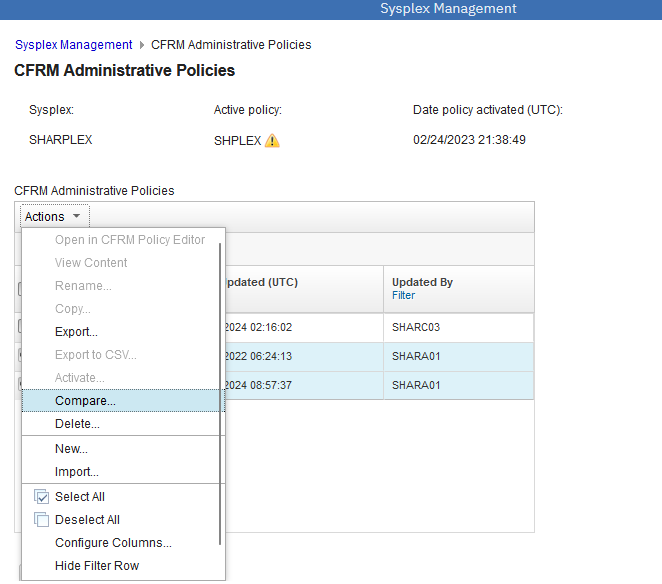 Sysplex Management
Sysplex Management CFRM Administrative Policies
CFRM Administrative Policies
Sysplex: Active policy: Date policy activated (UTC):
SHARPLEX SHPLEX 02/24/2023 21:38:49
CFRM Administrative Policies
Actions
Open in CFRM Policy Editor
View Content
Rename...
Copy...
Export...
Export to CSV...
Activate...
Compare...
Delete...
New...
Import...
Select All
Deselect All
Configure Columns...
Hide Filter Row
pdated (UTC) Updated By
Filter
2024 02:16:02 SHARC03
2022 06:24:13 SHARA01
2024 08:57:37 SHARA01